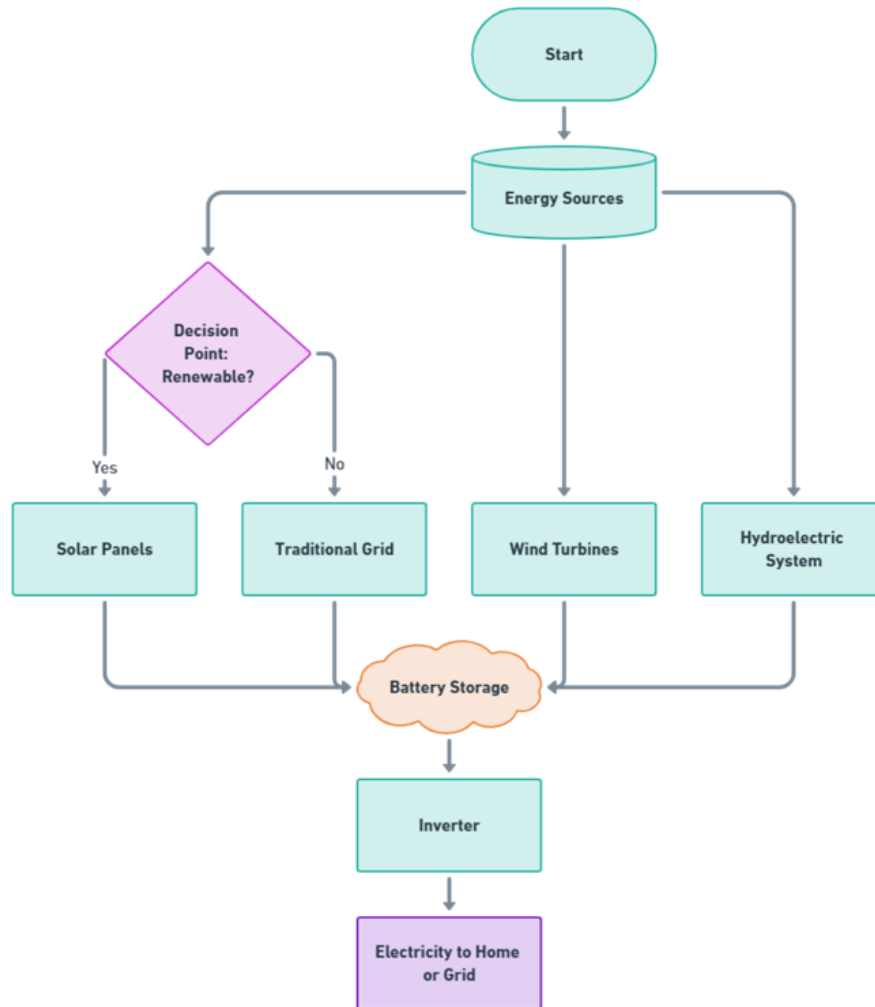 Start
Energy Sources
Decision
Point:
Renewable?
Yes
No
Solar Panels
Traditional Grid
Wind Turbines
Hydroelectric
System
Battery Storage
Inverter
Electricity to Home
or Grid